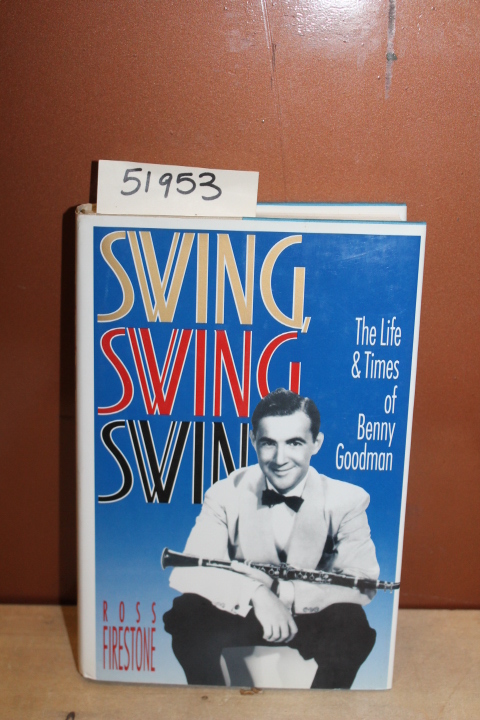 51953
SWING,
SWING
SWIN
The Life
& Times
of
Benny
Goodman
ROSS
FIRESTONE